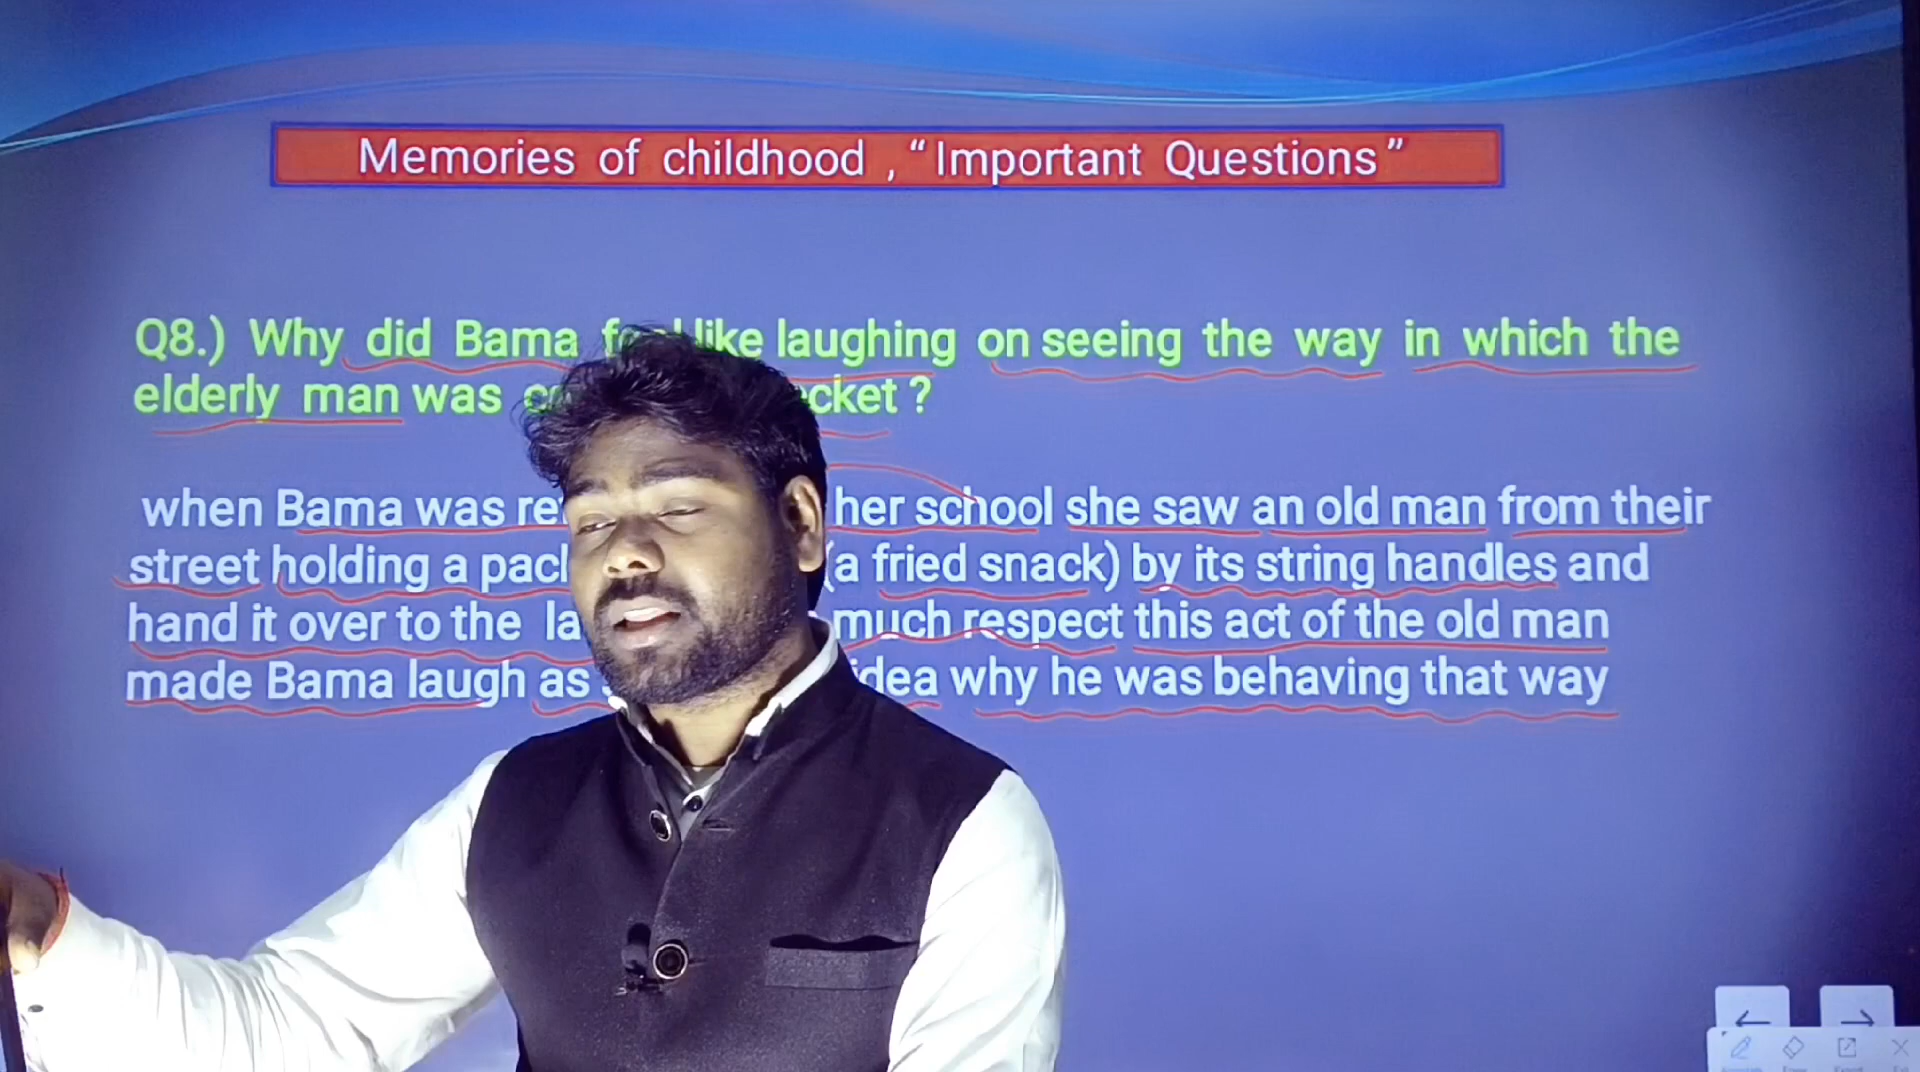 Memories of childhood , “ Important Questions ”
Q8.) Why did Bama like laughing on seeing the way in which the
elderly man was ?
when Bama was her school she saw an old man from their
street holding a (a fried snack) by its string handles and
hand it over to the much respect this act of the old man
made Bama laugh as idea why he was behaving that way